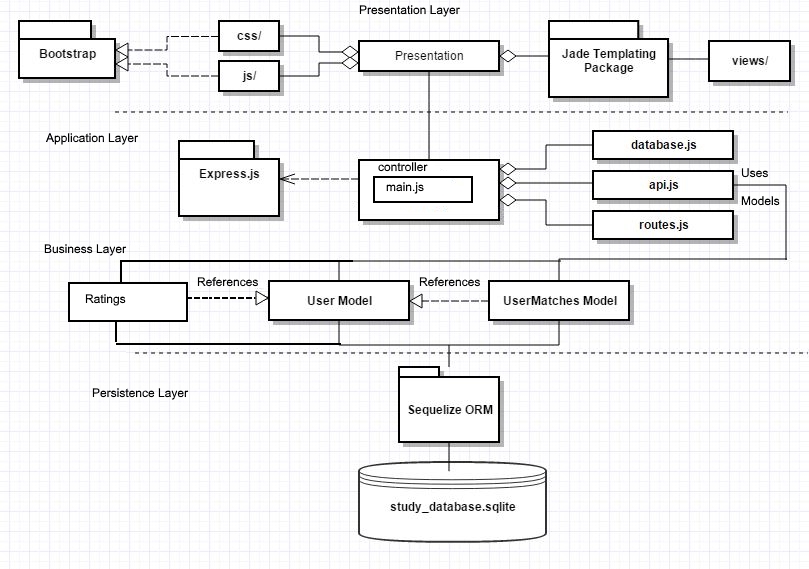 Presentation Layer
Bootstrap
css/
js/
Presentation
Jade Templating
Package
views/
Application Layer
Express.js
controller
main.js
database.js
api.js
routes.js
Uses
Models
Business Layer
Ratings
References
User Model
References
UserMatches Model
Persistence Layer
Sequelize ORM
study_database.sqlite